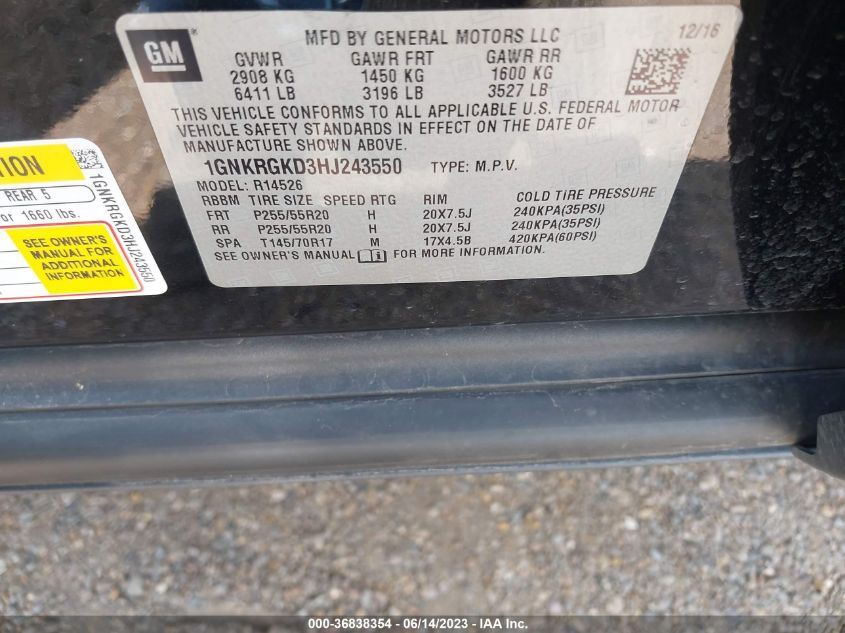 GM
MFD BY GENERAL MOTORS LLC 12/16
GVWR GAWR FRT GAWR RR
2908 KG 1450 KG 1600 KG
6411 LB 3196 LB 3527 LB
THIS VEHICLE CONFORMS TO ALL APPLICABLE U.S. FEDERAL MOTOR
VEHICLE SAFETY STANDARDS IN EFFECT ON THE DATE OF
MANUFACTURE SHOWN ABOVE.
1GNKRGKD3HJ243550 TYPE: M.P.V.
MODEL: R14526
RBBM TIRE SIZE SPEED RTG RIM COLD TIRE PRESSURE
FRT P255/55R20 H 20X7.5J 240KPA(35PSI)
RR P255/55R20 H 20X7.5J 240KPA(35PSI)
SPA T145/70R17 M 17X4.5B 420KPA(60PSI)
SEE OWNER'S MANUAL FOR MORE INFORMATION.
REAR 5
or 1660 lbs.
SEE OWNER'S
MANUAL FOR
ADDITIONAL
INFORMATION
1GNKRGKD3HJ243550
000-36838354 - 06/14/2023 - IAA Inc.